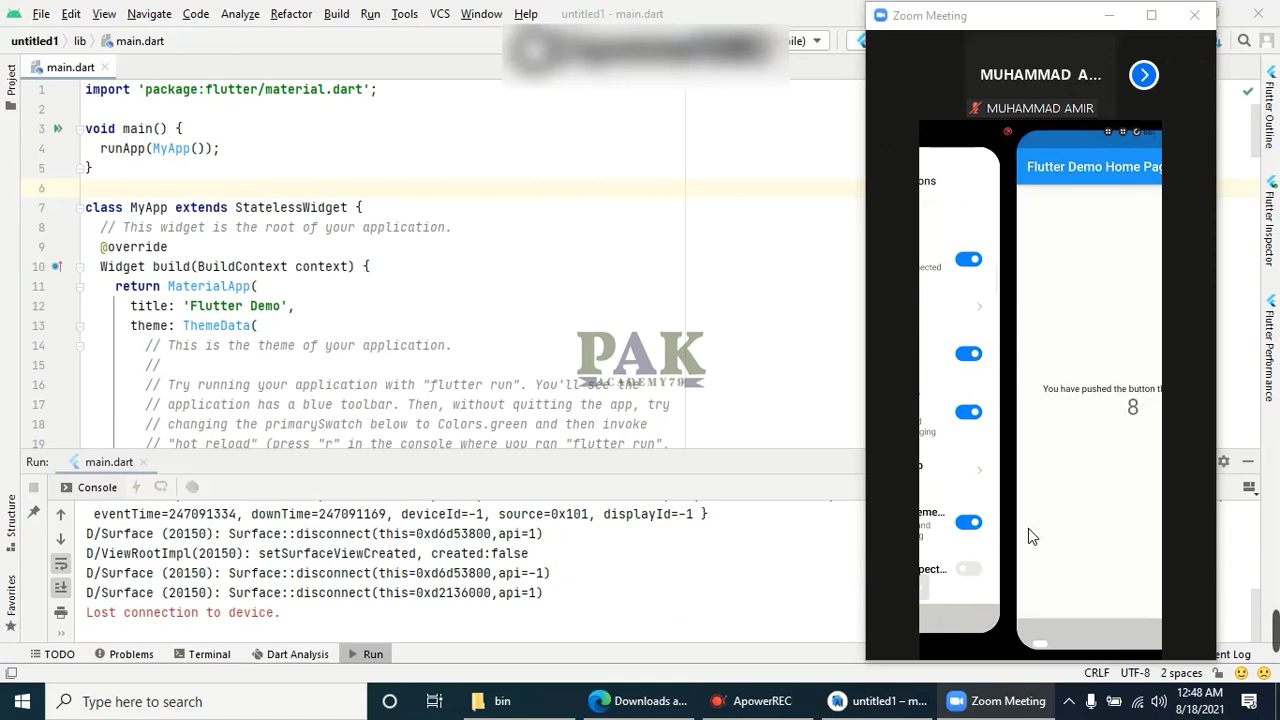 File Edit View Navigate Code Analyze Refactor Build Run Tools VCS Window Help untitled1 - main.dart
Zoom Meeting
untitled1 lib main.dart
Project
main.dart
MUHAMMAD A...
MUHAMMAD AMIR
1 import 'package:flutter/material.dart';
2
3 void main() {
4 runApp(MyApp());
5 }
6
7 class MyApp extends StatelessWidget {
8 // This widget is the root of your application.
9 @override
10 Widget build(BuildContext context) {
11 return MaterialApp(
12 title: 'Flutter Demo',
13 theme: ThemeData(
14 // This is the theme of your application.
15 //
16 // Try running your application with "flutter run". You'll see the
17 // application has a blue toolbar. Then, without quitting the app, try
18 // changing the primarySwatch below to Colors.green and then invoke
19 // "hot reload" (press "r" in the console where you ran "flutter run",
PAK
ACADEMY79
ons
ected
d
ging
p
eme...
and
g
pect...
Flutter Demo Home Pag
You have pushed the button th
8
Flutter Outline
Flutter Inspector
Flutter Performance
Run: main.dart
Console
eventTime=247091334, downTime=247091169, deviceId=-1, source=0x101, displayId=-1 }
D/Surface (20150): Surface::disconnect(this=0xd6d53800,api=1)
D/ViewRootImpl(20150): setSurfaceViewCreated, created:false
D/Surface (20150): Surface::disconnect(this=0xd6d53800,api=-1)
D/Surface (20150): Surface::disconnect(this=0xd2136000,api=1)
Lost connection to device.
Structure
Favorites
TODO Problems Terminal Dart Analysis Run
nt Log
CRLF UTF-8 2 spaces
Type here to search
bin
Downloads a...
ApowerREC
untitled1 – m...
Zoom Meeting
12:48 AM
8/18/2021